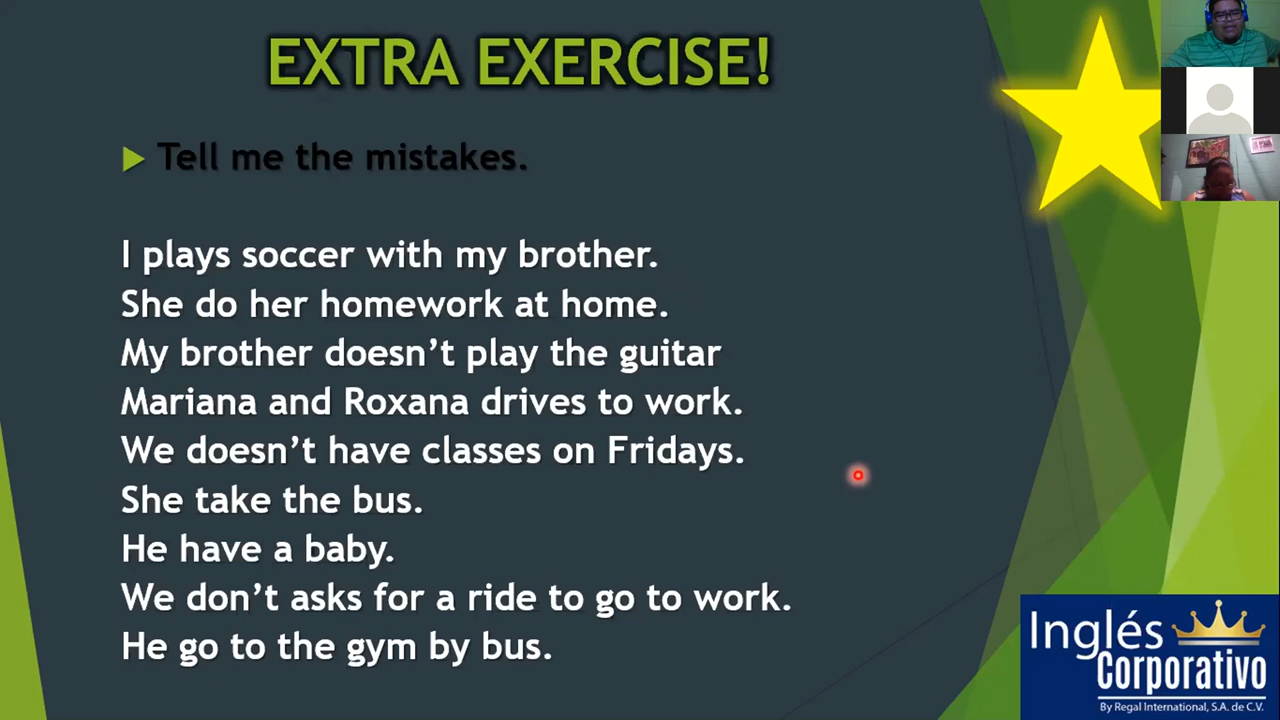 EXTRA EXERCISE!
Tell me the mistakes.
I plays soccer with my brother.
She do her homework at home.
My brother doesn’t play the guitar
Mariana and Roxana drives to work.
We doesn’t have classes on Fridays.
She take the bus.
He have a baby.
We don’t asks for a ride to go to work.
He go to the gym by bus.
Inglés
Corporativo
By Regal International, S.A. de C.V.